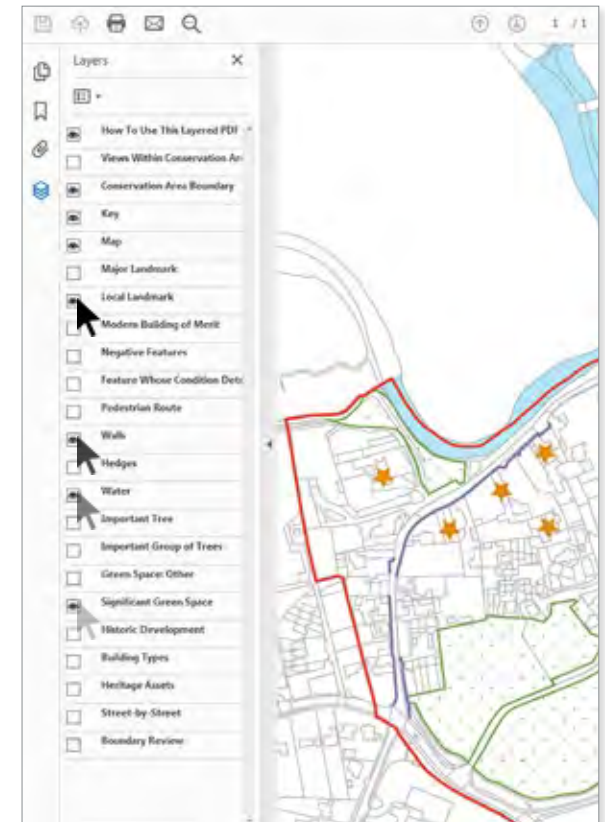 1 / 1
Layers
How To Use This Layered PDF
Views Within Conservation Are
Conservation Area Boundary
Key
Map
Major Landmark
Local Landmark
Modern Building of Merit
Negative Features
Feature Whose Condition Detr
Pedestrian Route
Walls
Hedges
Water
Important Tree
Important Group of Trees
Green Space: Other
Significant Green Space
Historic Development
Building Types
Heritage Assets
Street-by-Street
Boundary Review